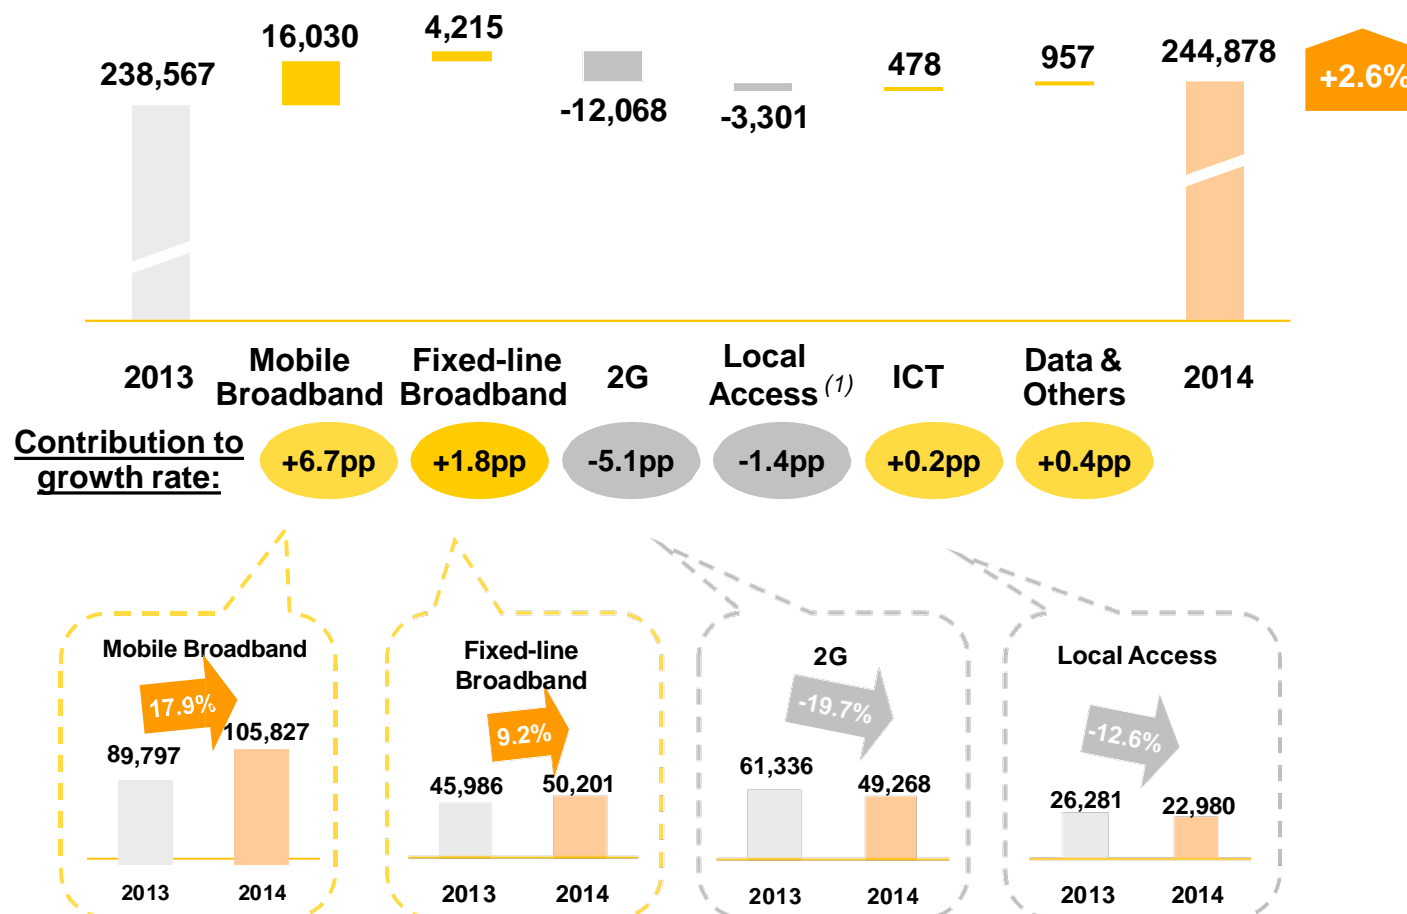 238,567
16,030
4,215
-12,068
-3,301
478
957
244,878
+2.6%
2013
Mobile
Broadband
Fixed-line
Broadband
2G
Local
Access (1)
ICT
Data &
Others
2014
Contribution to
growth rate:
+6.7pp
+1.8pp
-5.1pp
-1.4pp
+0.2pp
+0.4pp
Mobile Broadband
17.9%
89,797
105,827
2013
2014
Fixed-line
Broadband
9.2%
45,986
50,201
2013
2014
2G
-19.7%
61,336
49,268
2013
2014
Local Access
-12.6%
26,281
22,980
2013
2014